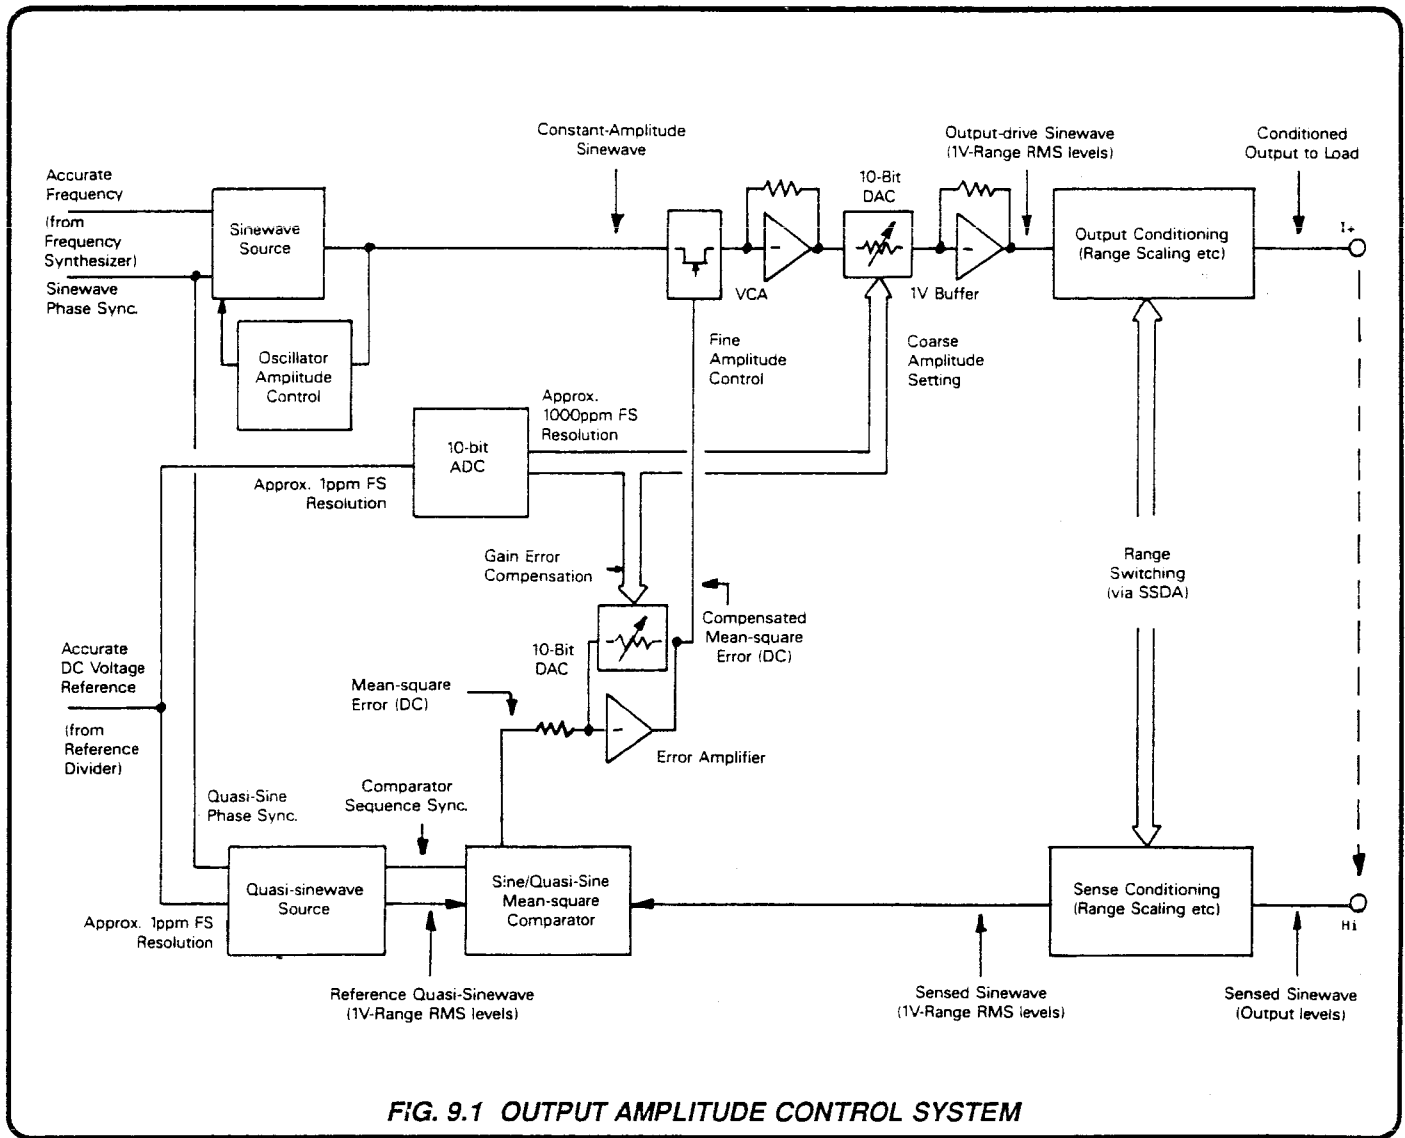 Constant-Amplitude
Sinewave
Output-drive Sinewave
(1V-Range RMS levels)
Conditioned
Output to Load
Accurate
Frequency
(from
Frequency
Synthesizer)
Sinewave
Phase Sync.
Sinewave
Source
10-Bit
DAC
VCA
1V Buffer
Output Conditioning
(Range Scaling etc)
I+
Oscillator
Amplitude
Control
Fine
Amplitude
Control
Coarse
Amplitude
Setting
Approx.
1000ppm FS
Resolution
10-bit
ADC
Approx. 1ppm FS
Resolution
Gain Error
Compensation
Range
Switching
(via SSDA)
Compensated
Mean-square
Error (DC)
10-Bit
DAC
Accurate
DC Voltage
Reference
(from
Reference
Divider)
Mean-square
Error (DC)
Error Amplifier
Quasi-Sine
Phase Sync.
Comparator
Sequence Sync.
Quasi-sinewave
Source
Sine/Quasi-Sine
Mean-square
Comparator
Sense Conditioning
(Range Scaling etc)
Hi
Approx. 1ppm FS
Resolution
Reference Quasi-Sinewave
(1V-Range RMS levels)
Sensed Sinewave
(1V-Range RMS levels)
Sensed Sinewave
(Output levels)
FIG. 9.1 OUTPUT AMPLITUDE CONTROL SYSTEM